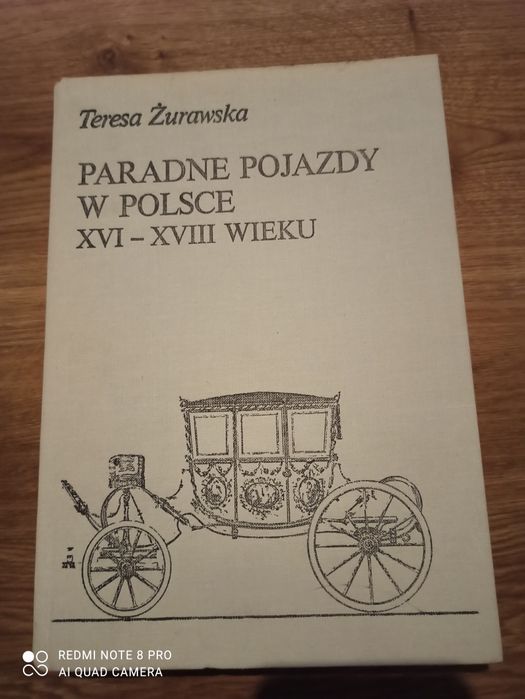 Teresa Żurawska
PARADNE POJAZDY
W POLSCE
XVI – XVIII WIEKU
REDMI NOTE 8 PRO
AI QUAD CAMERA